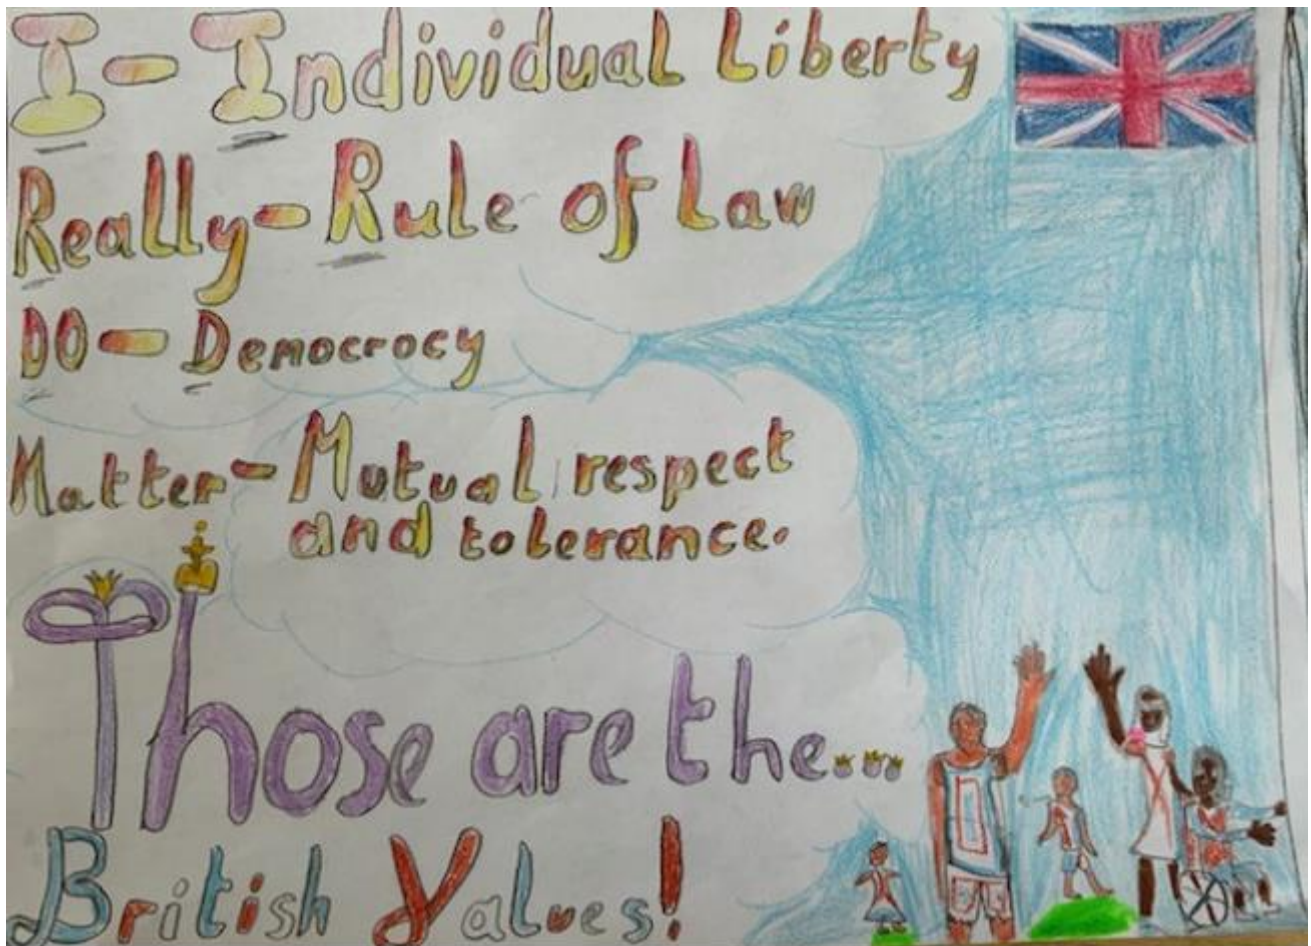 I - Individual Liberty
Really - Rule of Law
DO - Democrocy
Matter - Mutual respect
and tolerance.
Those are the...
British Values!